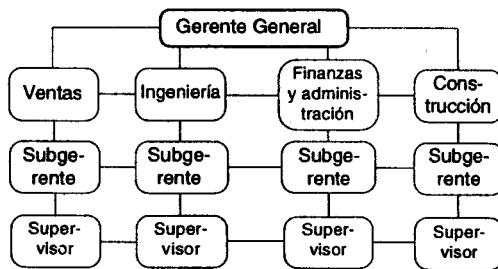 Gerente General
Ventas
Ingeniería
Finanzas
y adminis-
tración
Cons-
trucción
Subge-
rente
Subge-
rente
Subge-
rente
Subge-
rente
Super-
visor
Super-
visor
Super-
visor
Super-
visor